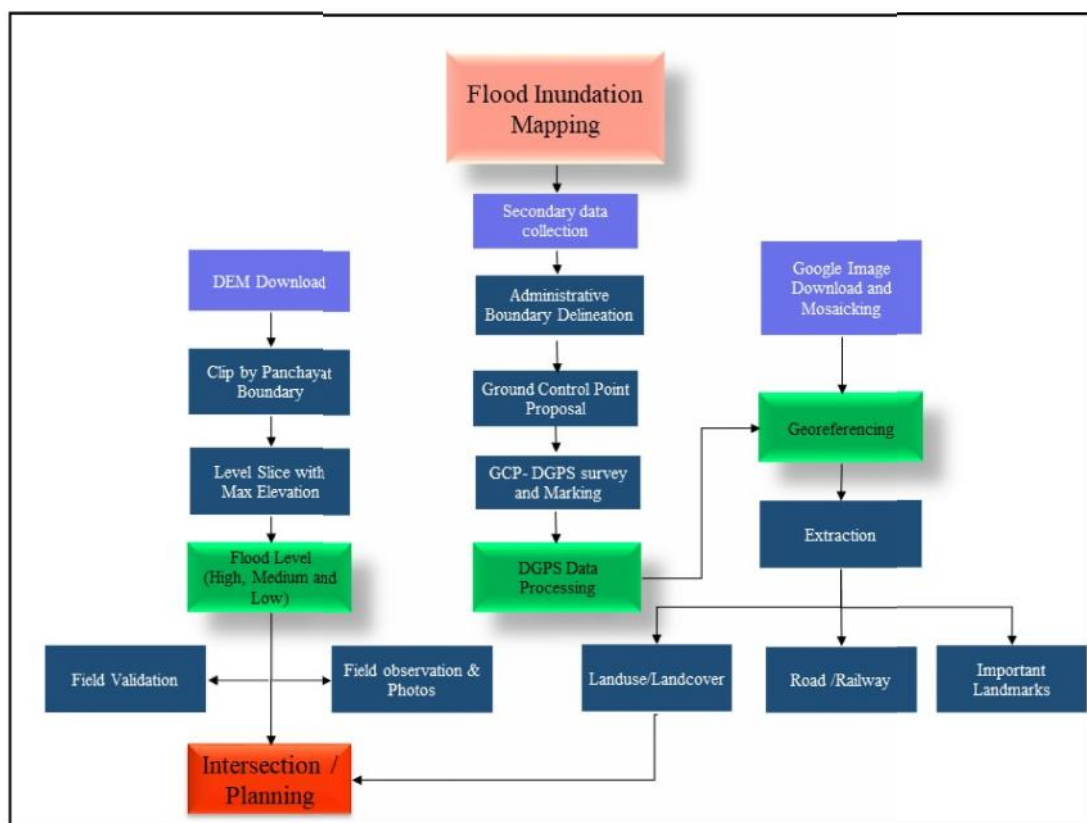 Flood Inundation
Mapping
Secondary data
collection
DEM Download
Google Image
Download and
Mosaicking
Administrative
Boundary Delineation
Clip by Panchayat
Boundary
Ground Control Point
Proposal
Georeferencing
Level Slice with
Max Elevation
GCP- DGPS survey
and Marking
Extraction
Flood Level
(High, Medium and
Low)
DGPS Data
Processing
Field Validation
Field observation &
Photos
Landuse/Landcover
Road /Railway
Important
Landmarks
Intersection /
Planning